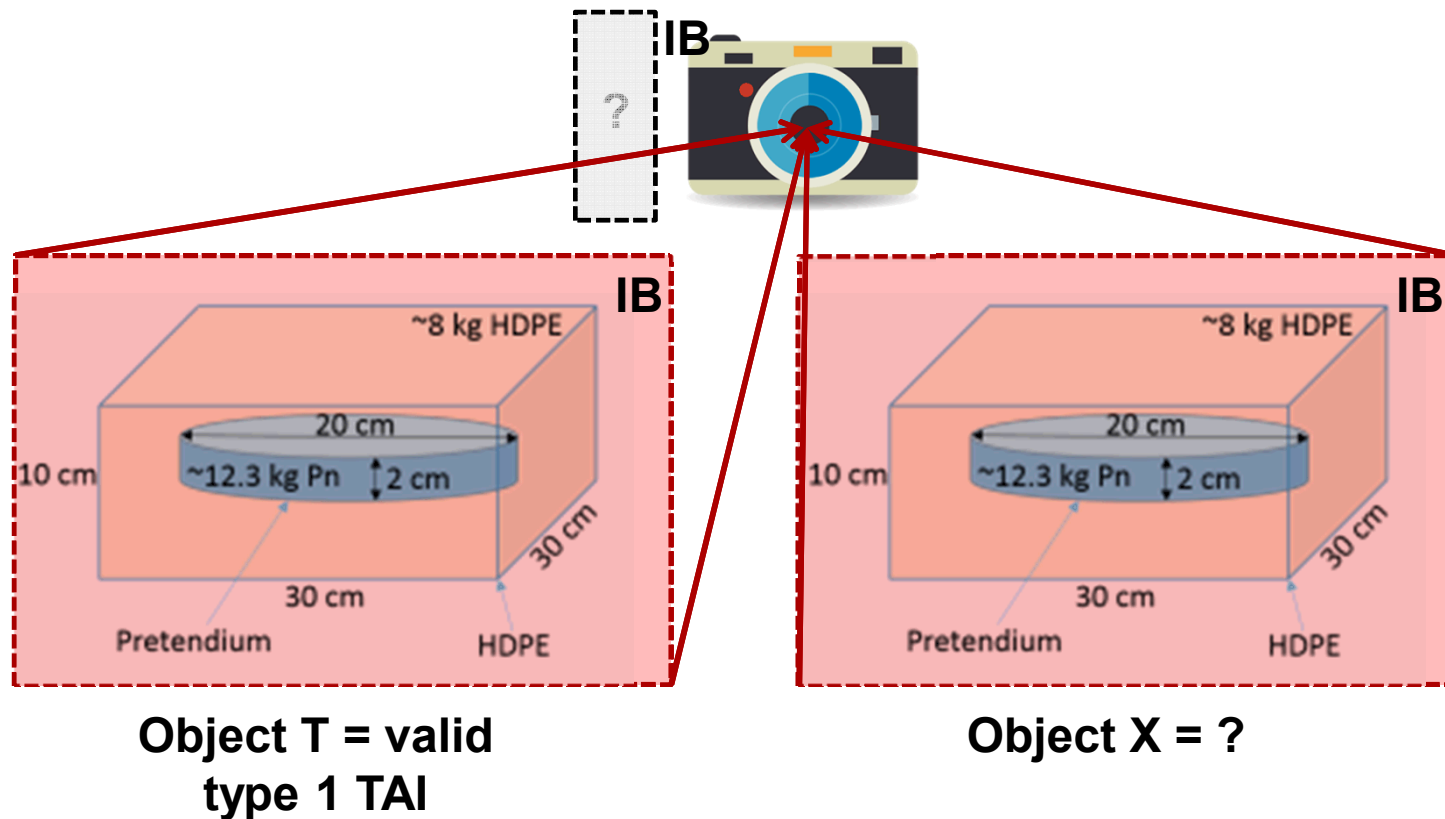 IB
?
IB
~8 kg HDPE
20 cm
10 cm
~12.3 kg Pn
2 cm
30 cm
30 cm
Pretendium
HDPE
IB
~8 kg HDPE
20 cm
10 cm
~12.3 kg Pn
2 cm
30 cm
30 cm
Pretendium
HDPE
Object T = valid
type 1 TAI
Object X = ?